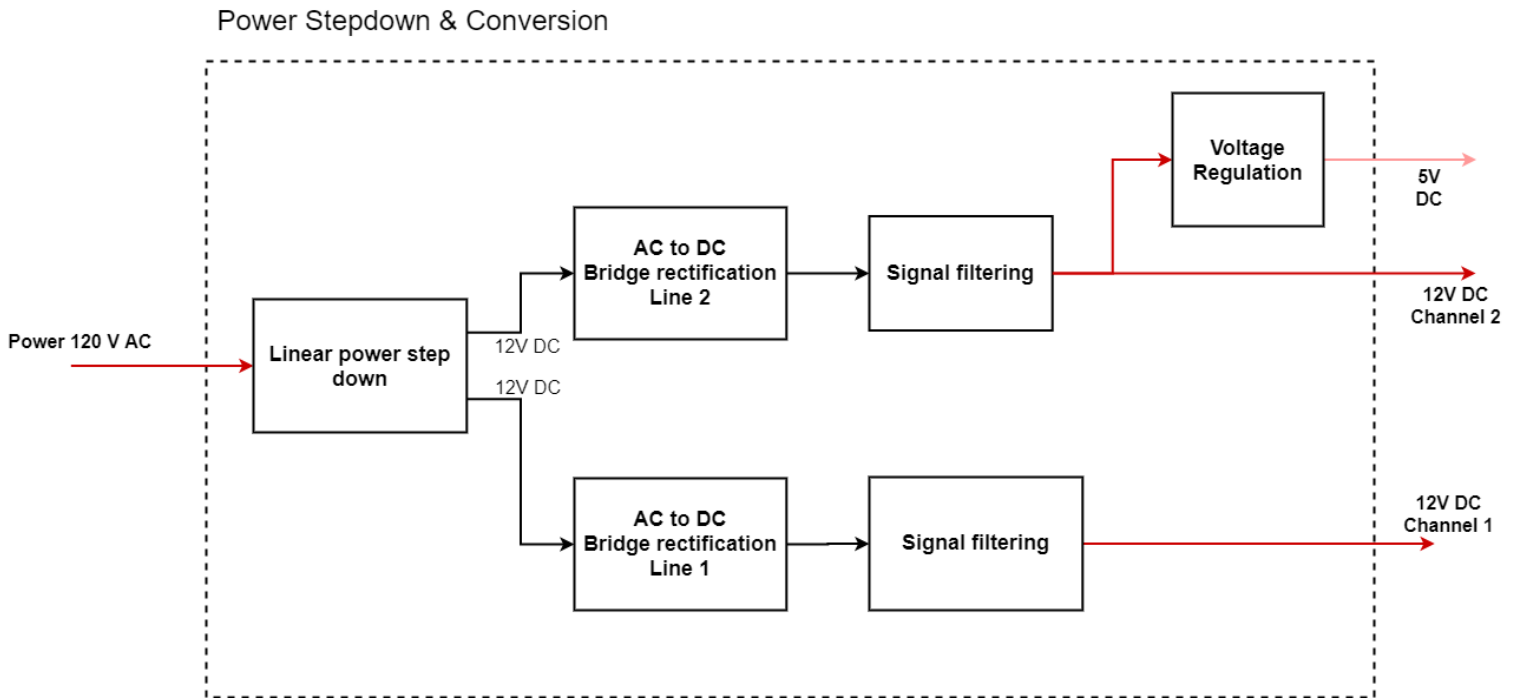 Power Stepdown & Conversion
Voltage
Regulation
5V
DC
AC to DC
Bridge rectification
Line 2
Signal filtering
12V DC
Channel 2
Power 120 V AC
Linear power step
down
12V DC
12V DC
AC to DC
Bridge rectification
Line 1
Signal filtering
12V DC
Channel 1